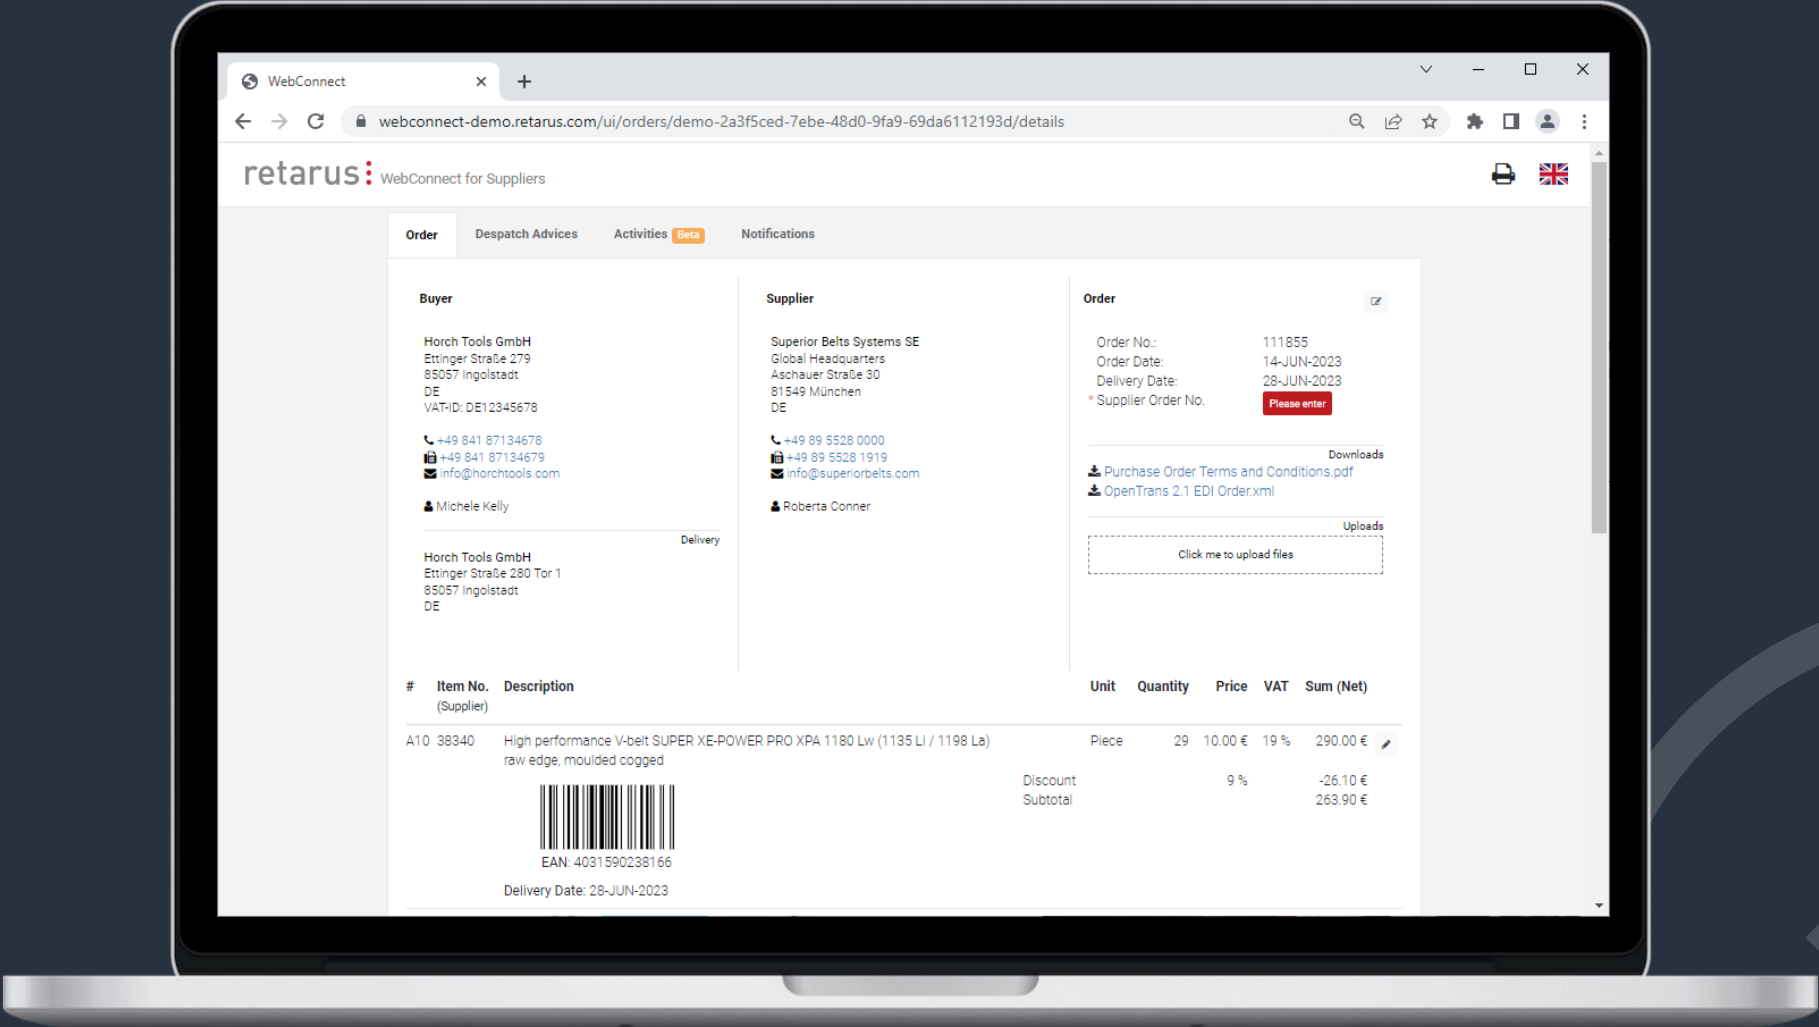 WebConnect
webconnect-demo.retarus.com/ui/orders/demo-2a3f5ced-7ebe-48d0-9fa9-69da6112193d/details
retarus WebConnect for Suppliers
Order Despatch Advices Activities Beta Notifications
Buyer
Horch Tools GmbH
Ettinger Straße 279
85057 Ingolstadt
DE
VAT-ID: DE12345678
+49 841 87134678
+49 841 87134679
info@horchtools.com
Michele Kelly
Delivery
Horch Tools GmbH
Ettinger Straße 280 Tor 1
85057 Ingolstadt
DE
Supplier
Superior Belts Systems SE
Global Headquarters
Aschauer Straße 30
81549 München
DE
+49 89 5528 0000
+49 89 5528 1919
info@superiorbelts.com
Roberta Conner
Order
Order No.: 111855
Order Date: 14-JUN-2023
Delivery Date: 28-JUN-2023
* Supplier Order No. Please enter
Downloads
Purchase Order Terms and Conditions.pdf
OpenTrans 2.1 EDI Order.xml
Uploads
Click me to upload files
# Item No. Description Unit Quantity Price VAT Sum (Net)
(Supplier)
A10 38340 High performance V-belt SUPER XE-POWER PRO XPA 1180 Lw (1135 Li / 1198 La) Piece 29 10.00 € 19 % 290.00 €
raw edge, moulded cogged
Discount 9 % -26.10 €
Subtotal 263.90 €
EAN: 4031590238166
Delivery Date: 28-JUN-2023